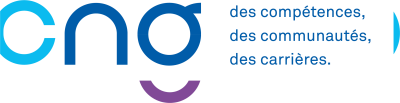 cng
des compétences,
des communautés,
des carrières.